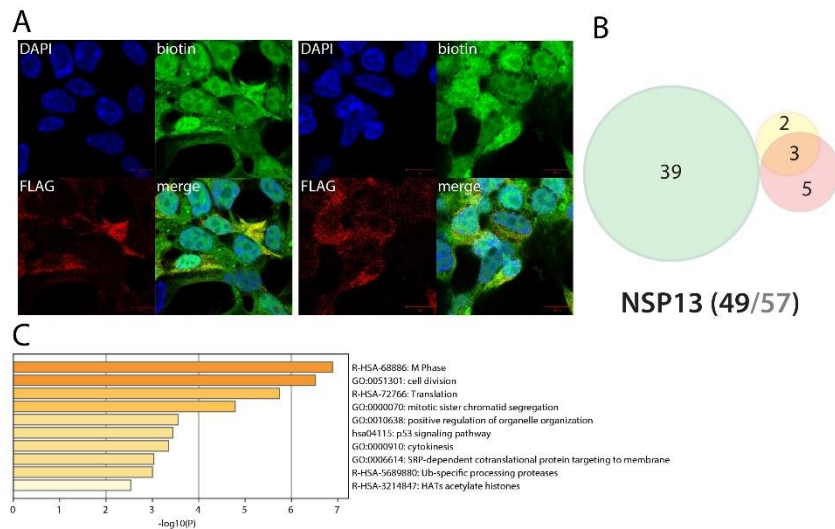 A
DAPI
biotin
DAPI
biotin
FLAG
merge
FLAG
merge
B
39
2
3
5
NSP13 (49/57)
C
R-HSA-68886: M Phase
GO:0051301: cell division
R-HSA-72766: Translation
GO:0000070: mitotic sister chromatid segregation
GO:0010638: positive regulation of organelle organization
hsa04115: p53 signaling pathway
GO:0000910: cytokinesis
GO:0006614: SRP-dependent cotranslational protein targeting to membrane
R-HSA-5689880: Ub-specific processing proteases
R-HSA-3214847: HATs acetylate histones
0 1 2 3 4 5 6 7
-log10(P)